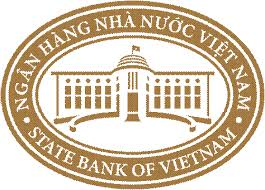 NGÂN HÀNG NHÀ NƯỚC VIỆT NAM
STATE BANK OF VIETNAM